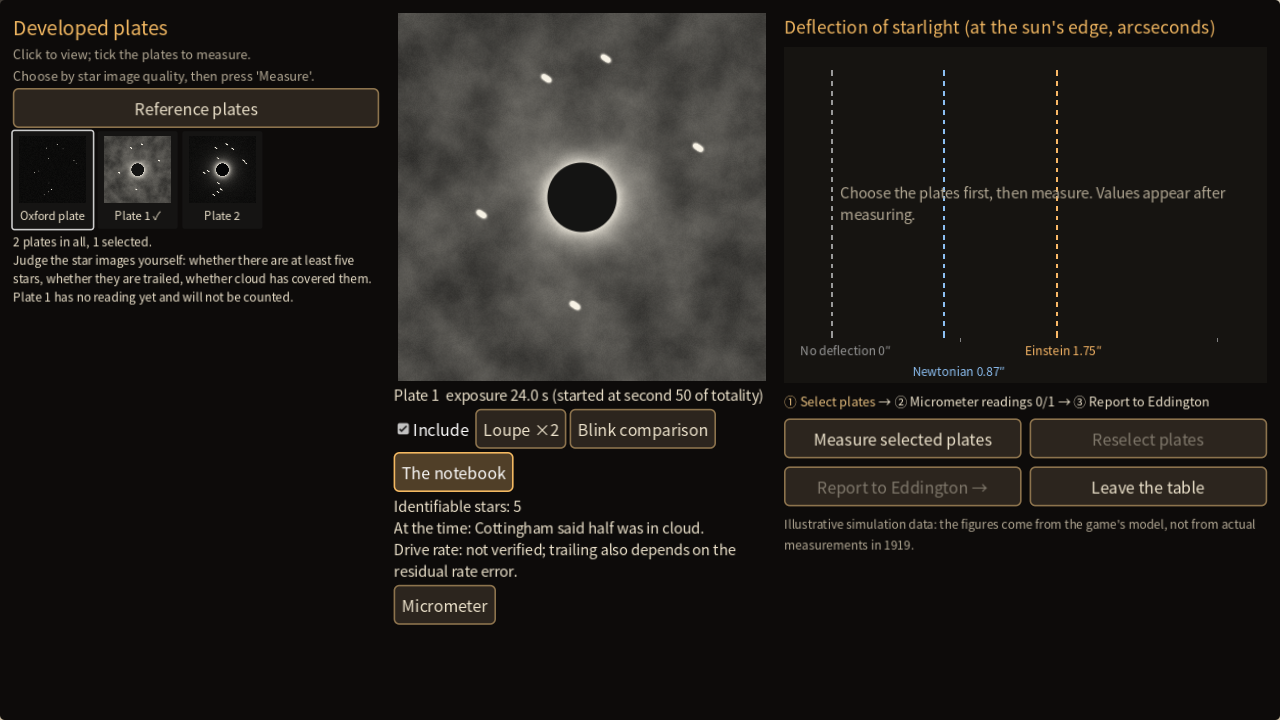 Developed plates
Click to view; tick the plates to measure.
Choose by star image quality, then press 'Measure'.
Reference plates
Oxford plate
Plate 1 ✓
Plate 2
2 plates in all, 1 selected.
Judge the star images yourself: whether there are at least five
stars, whether they are trailed, whether cloud has covered them.
Plate 1 has no reading yet and will not be counted.
Plate 1 exposure 24.0 s (started at second 50 of totality)
Include
Loupe ×2
Blink comparison
The notebook
Identifiable stars: 5
At the time: Cottingham said half was in cloud.
Drive rate: not verified; trailing also depends on the
residual rate error.
Micrometer
Deflection of starlight (at the sun's edge, arcseconds)
Choose the plates first, then measure. Values appear after
measuring.
No deflection 0"
Newtonian 0.87"
Einstein 1.75"
① Select plates → ② Micrometer readings 0/1 → ③ Report to Eddington
Measure selected plates
Reselect plates
Report to Eddington →
Leave the table
Illustrative simulation data: the figures come from the game's model, not from actual
measurements in 1919.